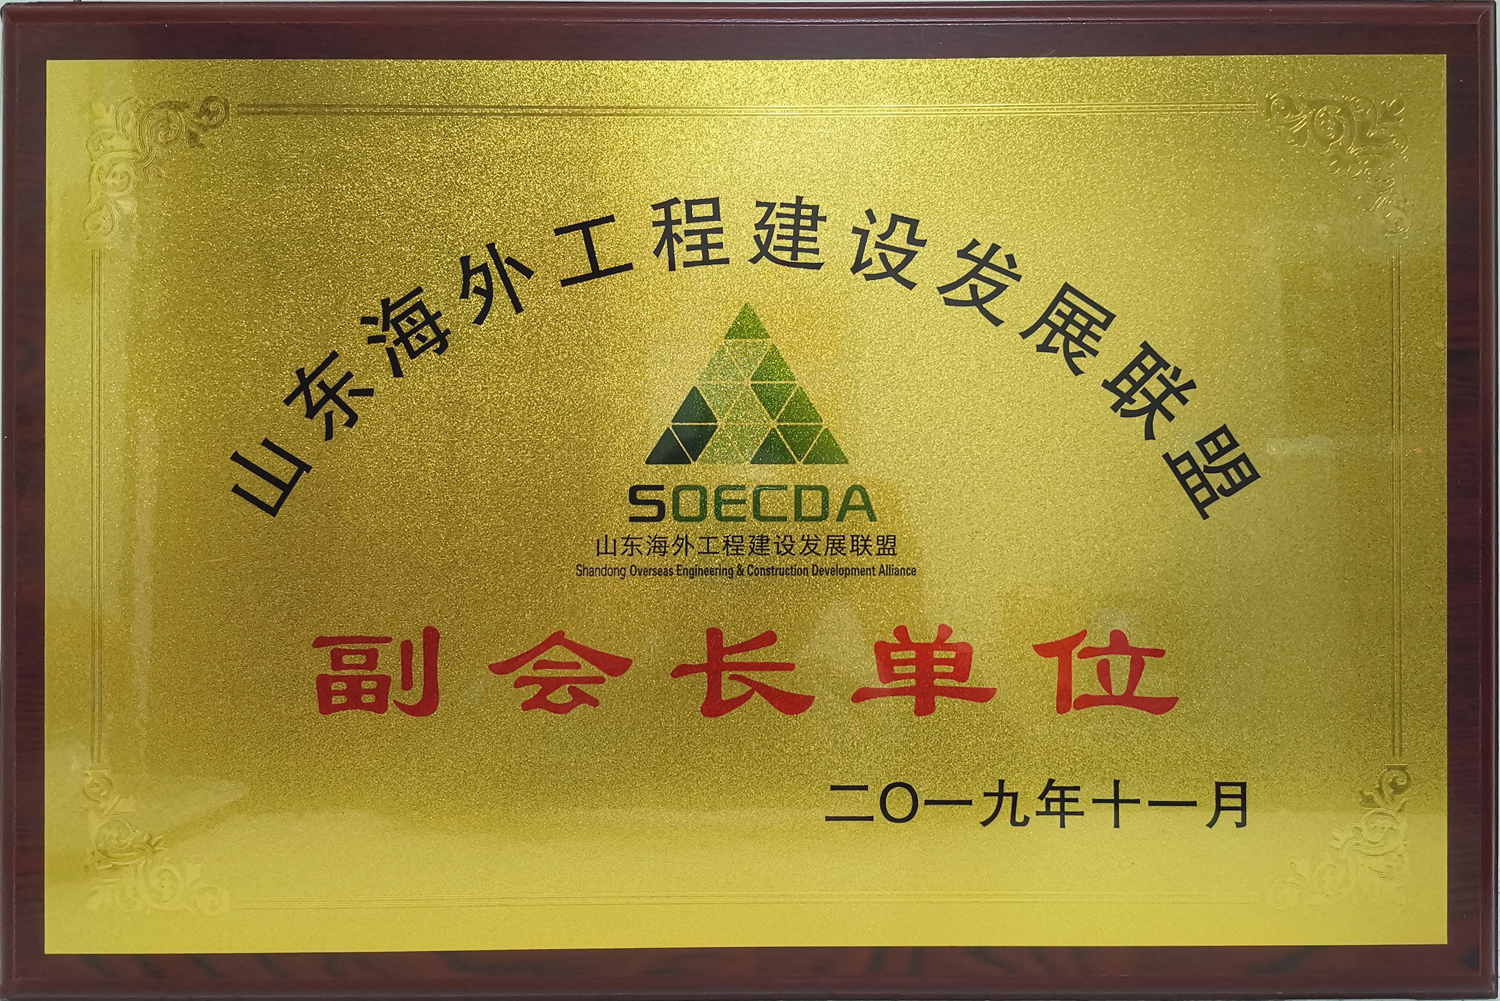 山东海外工程建设发展联盟
SOECDA
山东海外工程建设发展联盟
Shandong Overseas Engineering & Construction Development Alliance
副会长单位
二〇一九年十一月